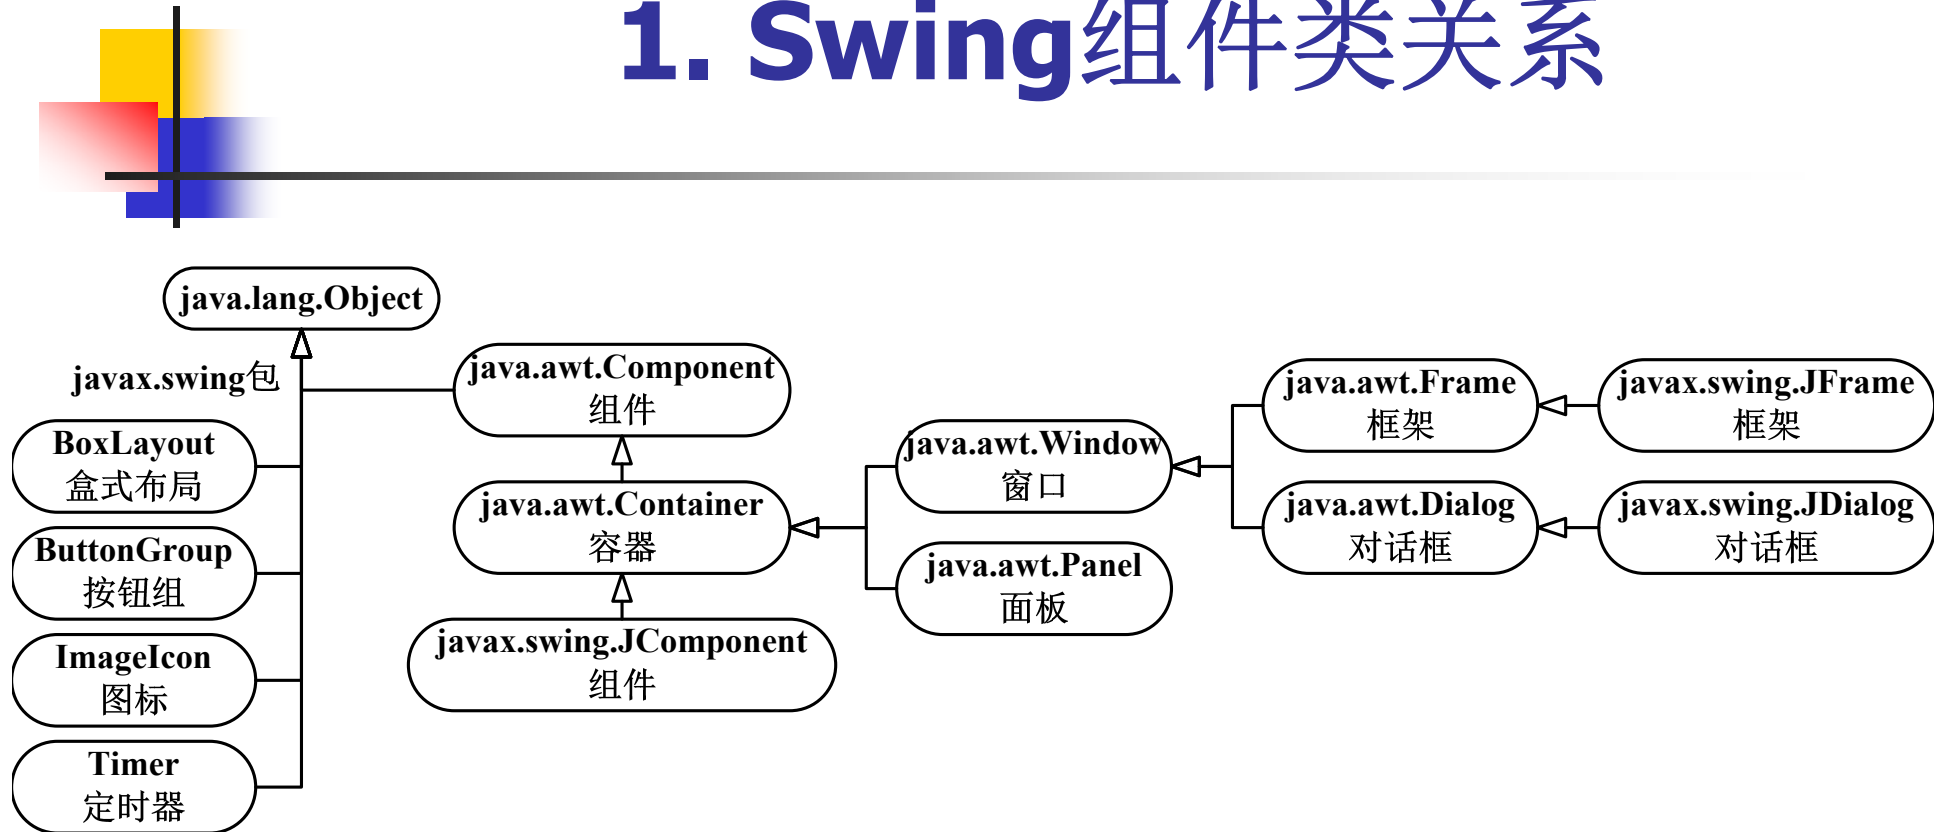 1. Swing组件类关系
java.lang.Object
javax.swing包
BoxLayout
盒式布局
ButtonGroup
按钮组
ImageIcon
图标
Timer
定时器
java.awt.Component
组件
java.awt.Container
容器
javax.swing.JComponent
组件
java.awt.Window
窗口
java.awt.Panel
面板
java.awt.Frame
框架
java.awt.Dialog
对话框
javax.swing.JFrame
框架
javax.swing.JDialog
对话框